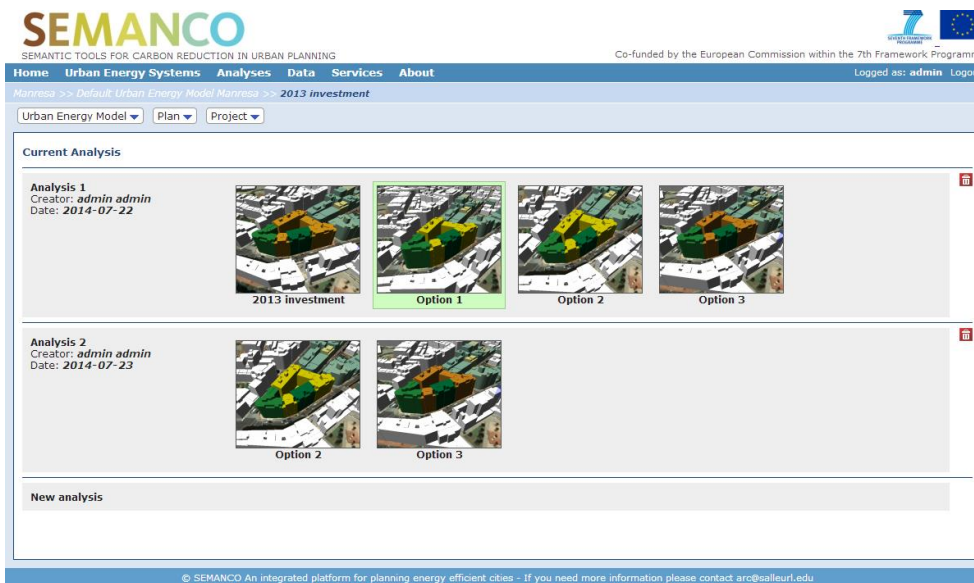 SEMANCO
SEMANTIC TOOLS FOR CARBON REDUCTION IN URBAN PLANNING
SEVENTH FRAMEWORK
PROGRAMME
Co-funded by the European Commission within the 7th Framework Programm
Home Urban Energy Systems Analyses Data Services About Logged as: admin Logou
Manresa >> Default Urban Energy Model Manresa >> 2013 investment
Urban Energy Model Plan Project
Current Analysis
Analysis 1
Creator: admin admin
Date: 2014-07-22
2013 investment Option 1 Option 2 Option 3
Analysis 2
Creator: admin admin
Date: 2014-07-23
Option 2 Option 3
New analysis
© SEMANCO An integrated platform for planning energy efficient cities - If you need more information please contact arc@salleurl.edu